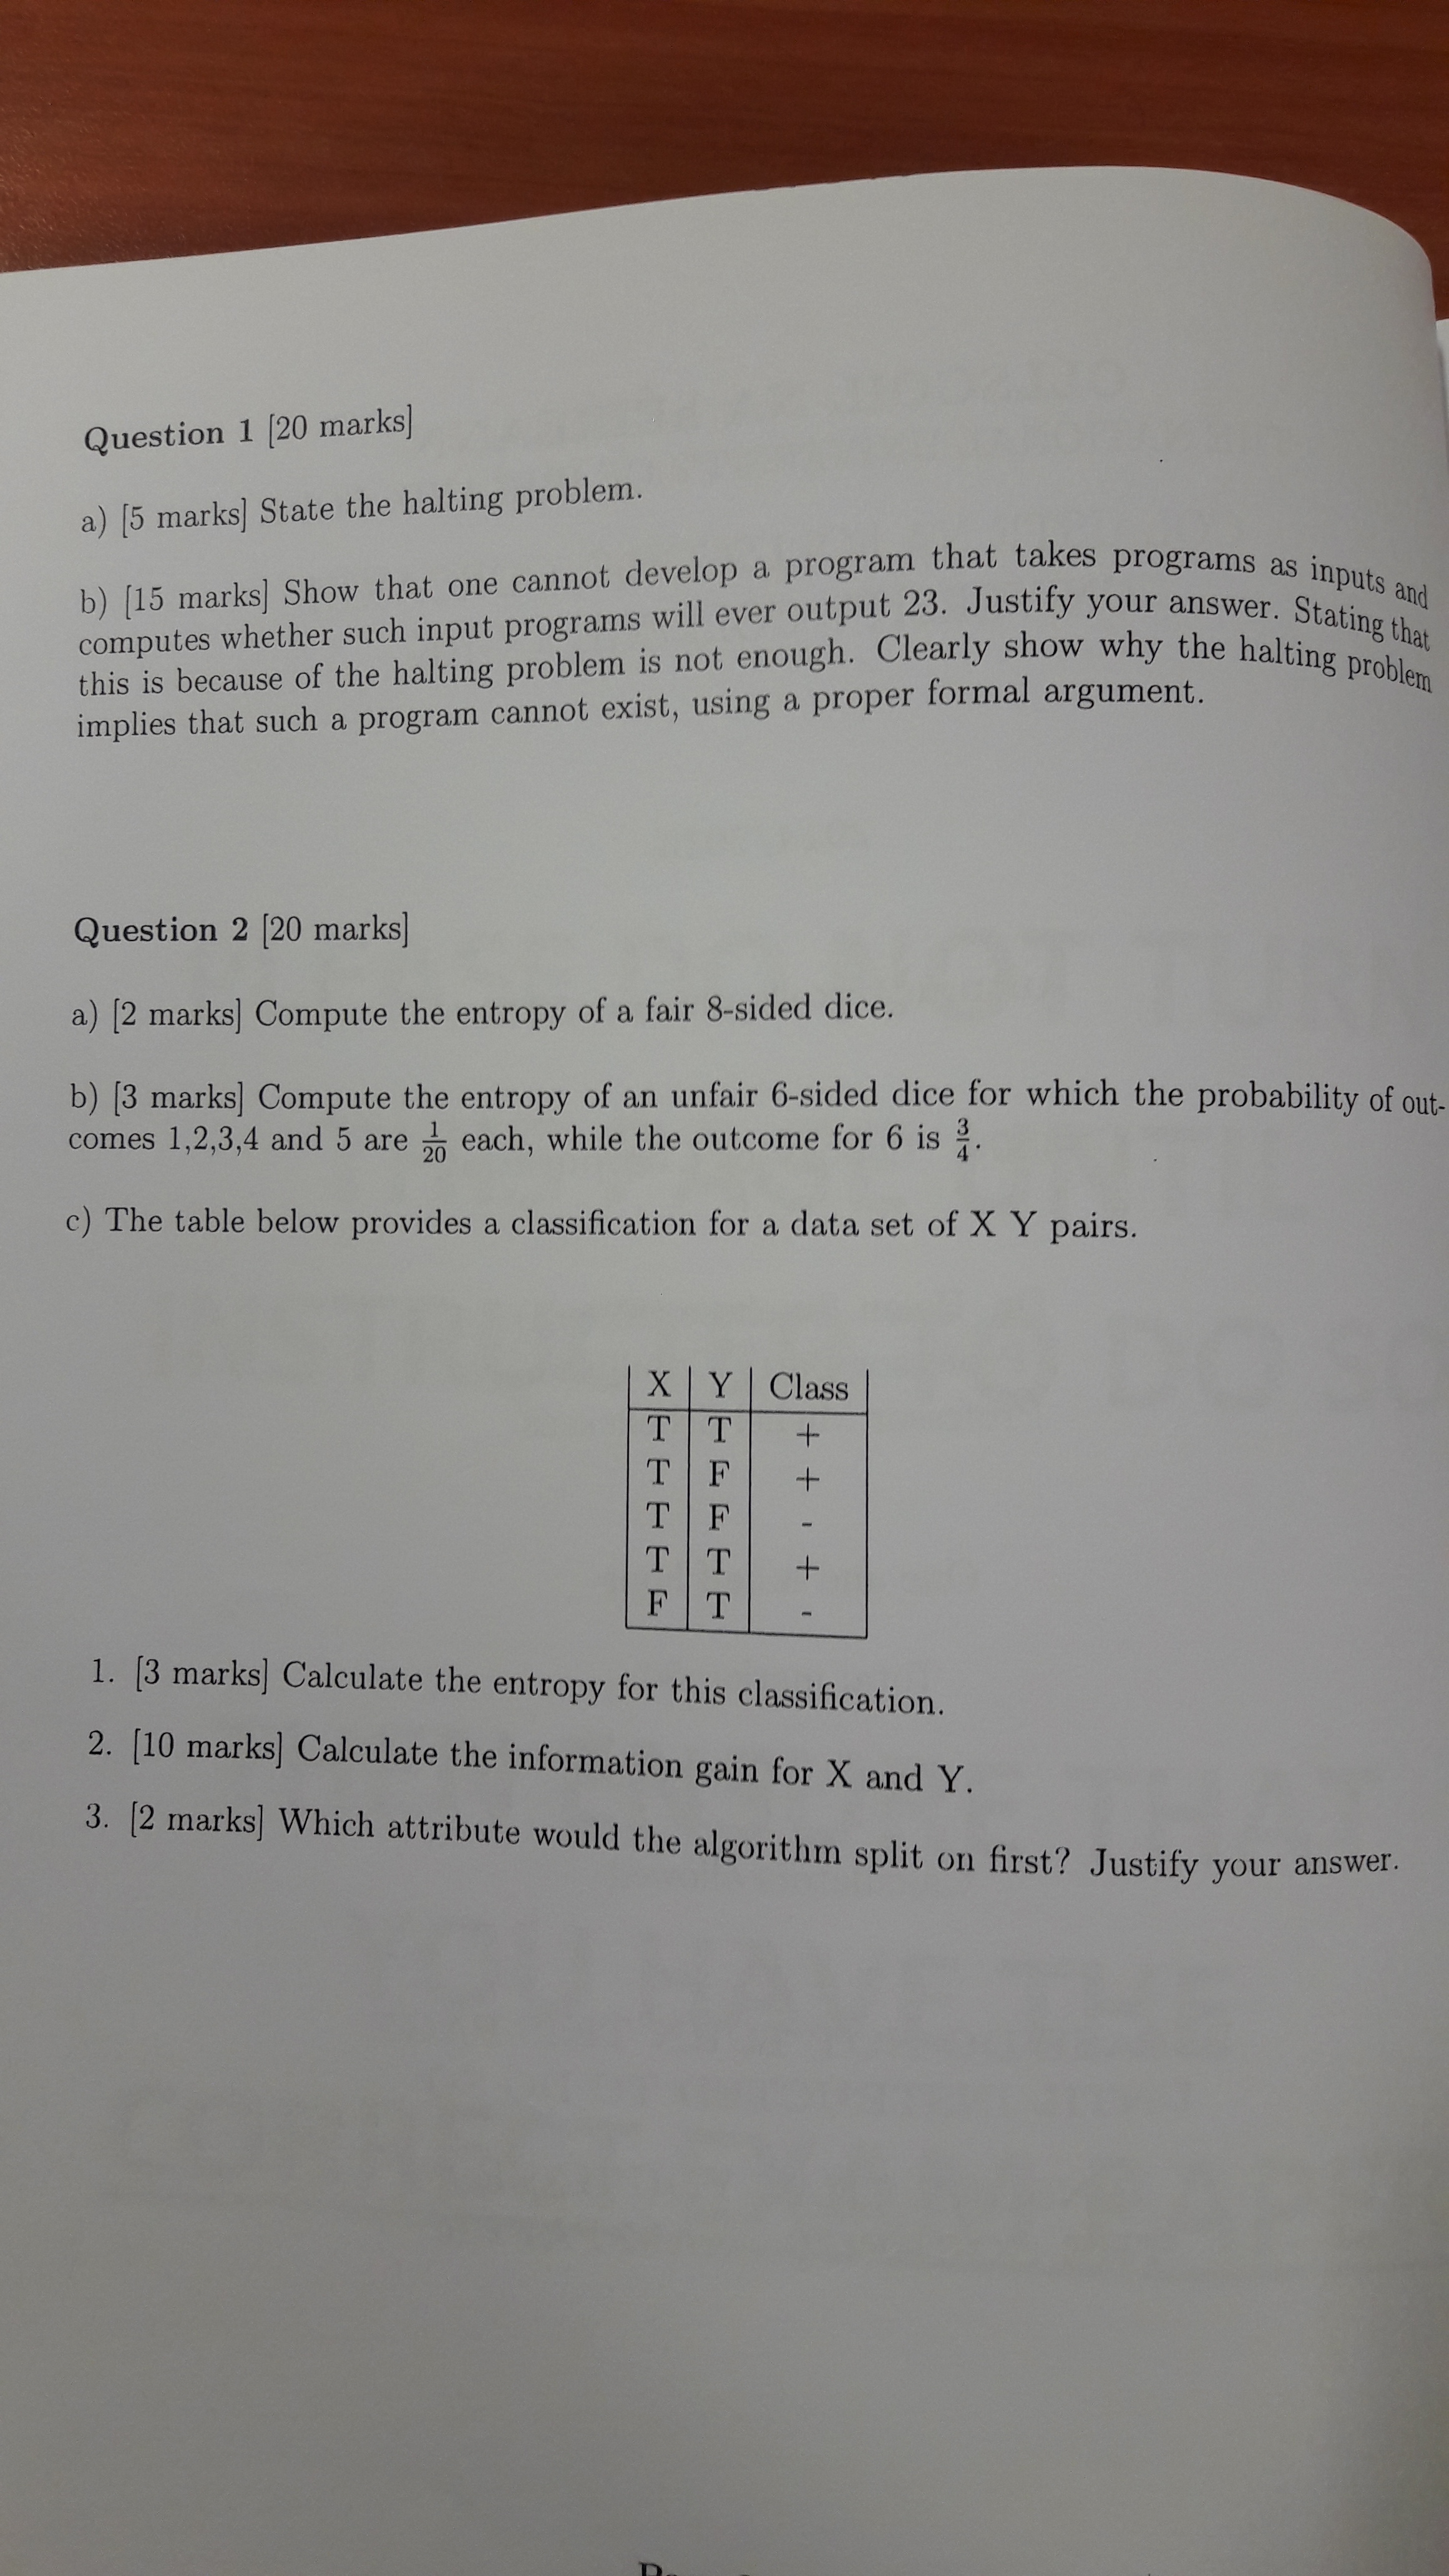 Question 1 [20 marks]
a) [5 marks] State the halting problem.
b) [15 marks] Show that one cannot develop a program that takes programs as inputs and
computes whether such input programs will ever output 23. Justify your answer. Stating that
this is because of the halting problem is not enough. Clearly show why the halting problem
implies that such a program cannot exist, using a proper formal argument.
Question 2 [20 marks]
a) [2 marks] Compute the entropy of a fair 8-sided dice.
b) [3 marks] Compute the entropy of an unfair 6-sided dice for which the probability of out-
comes 1,2,3,4 and 5 are 1/20 each, while the outcome for 6 is 3/4.
c) The table below provides a classification for a data set of X Y pairs.
X Y Class
T T +
T F +
T F -
T T +
F T -
1. [3 marks] Calculate the entropy for this classification.
2. [10 marks] Calculate the information gain for X and Y.
3. [2 marks] Which attribute would the algorithm split on first? Justify your answer.